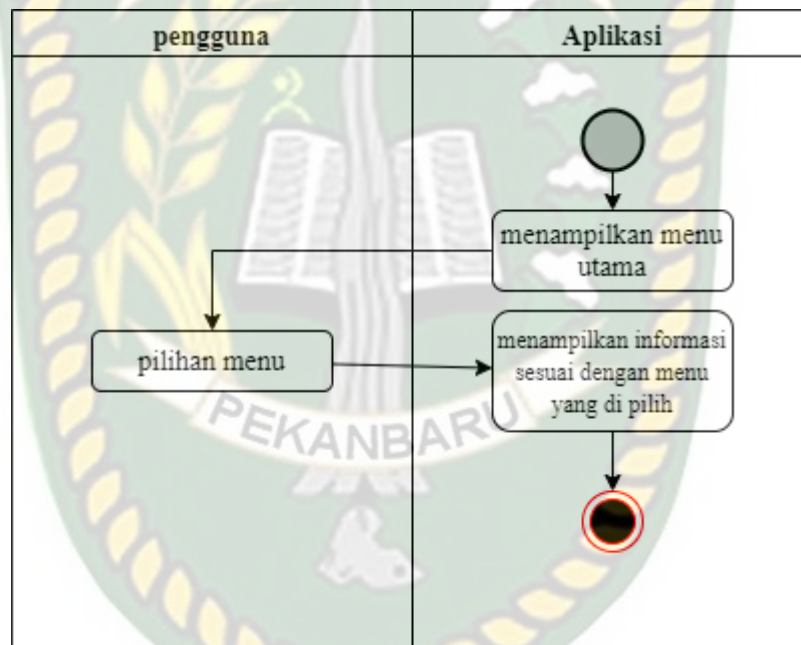 pengguna
Aplikasi
menampilkan menu
utama
pilihan menu
menampilkan informasi
sesuai dengan menu
yang di pilih
PEKANBARU